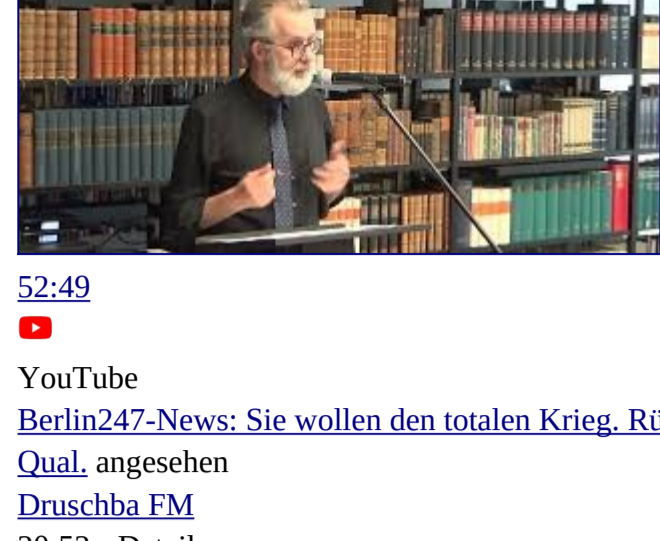 52:49
YouTube
Berlin247-News: Sie wollen den totalen Krieg. Rü
Qual. angesehen
Druschba FM